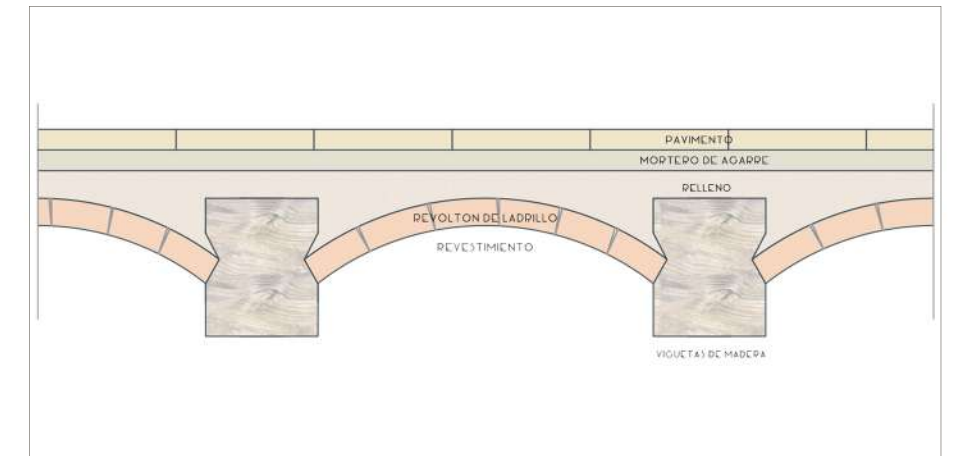 PAVIMENTO
MORTERO DE AGARRE
RELLENO
REVOLTON DE LADRILLO
REVESTIMIENTO
VIGUETAS DE MADERA